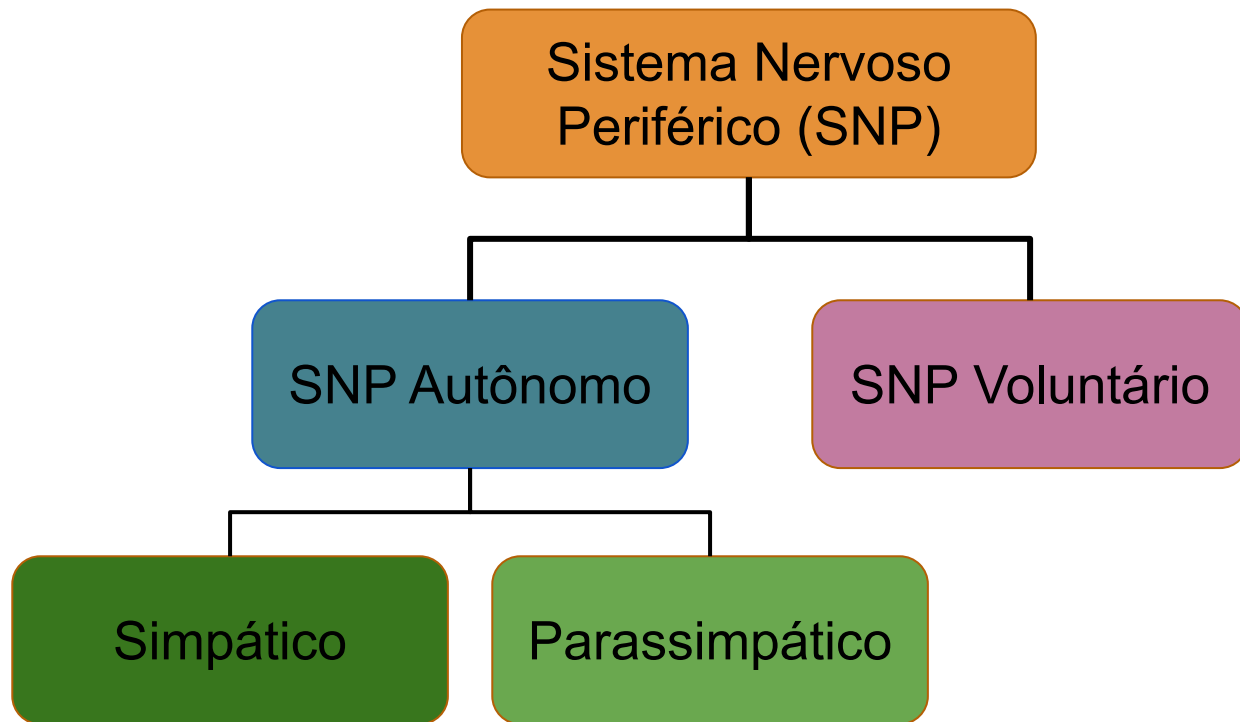 Sistema Nervoso
Periférico (SNP)
SNP Autônomo
SNP Voluntário
Simpático
Parassimpático